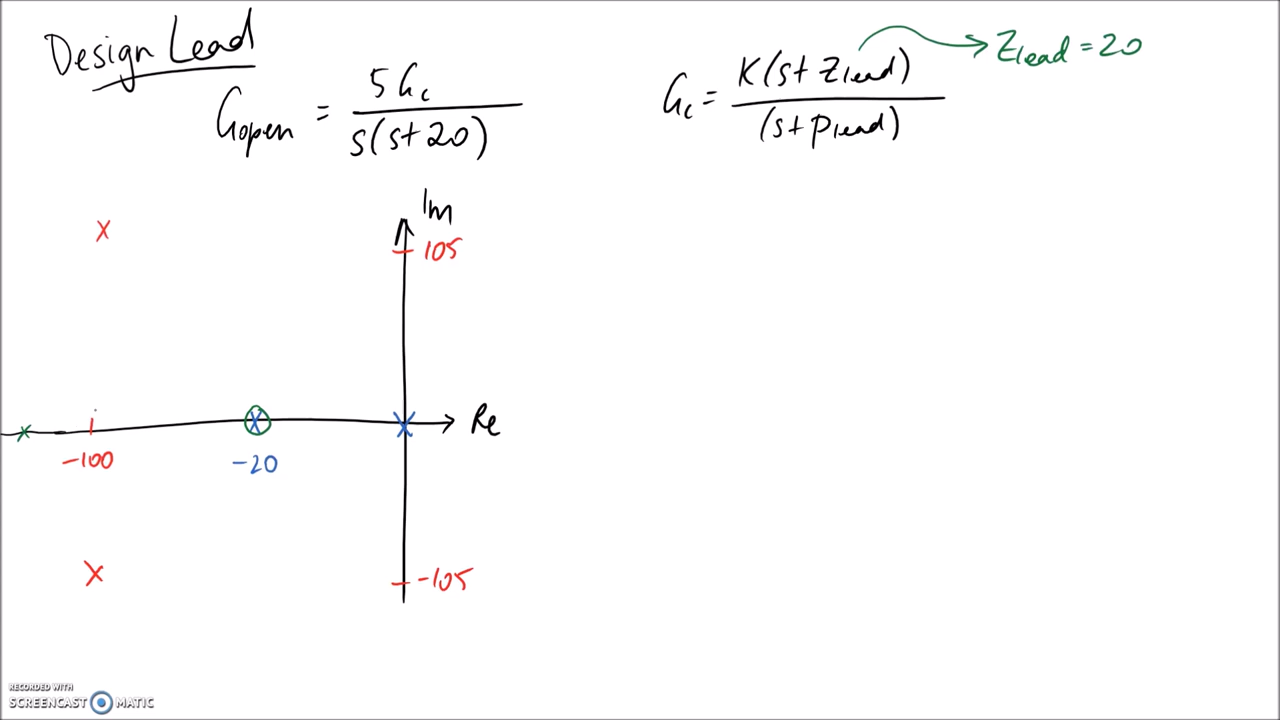 Design Lead
Gopen = 5Gc / s(s+20)
Gc = K(s+Zlead) / (s+Plead)
Zlead = 20
Im
105
Re
-100
-20
-105
RECORDED WITH
SCREENCAST MATIC